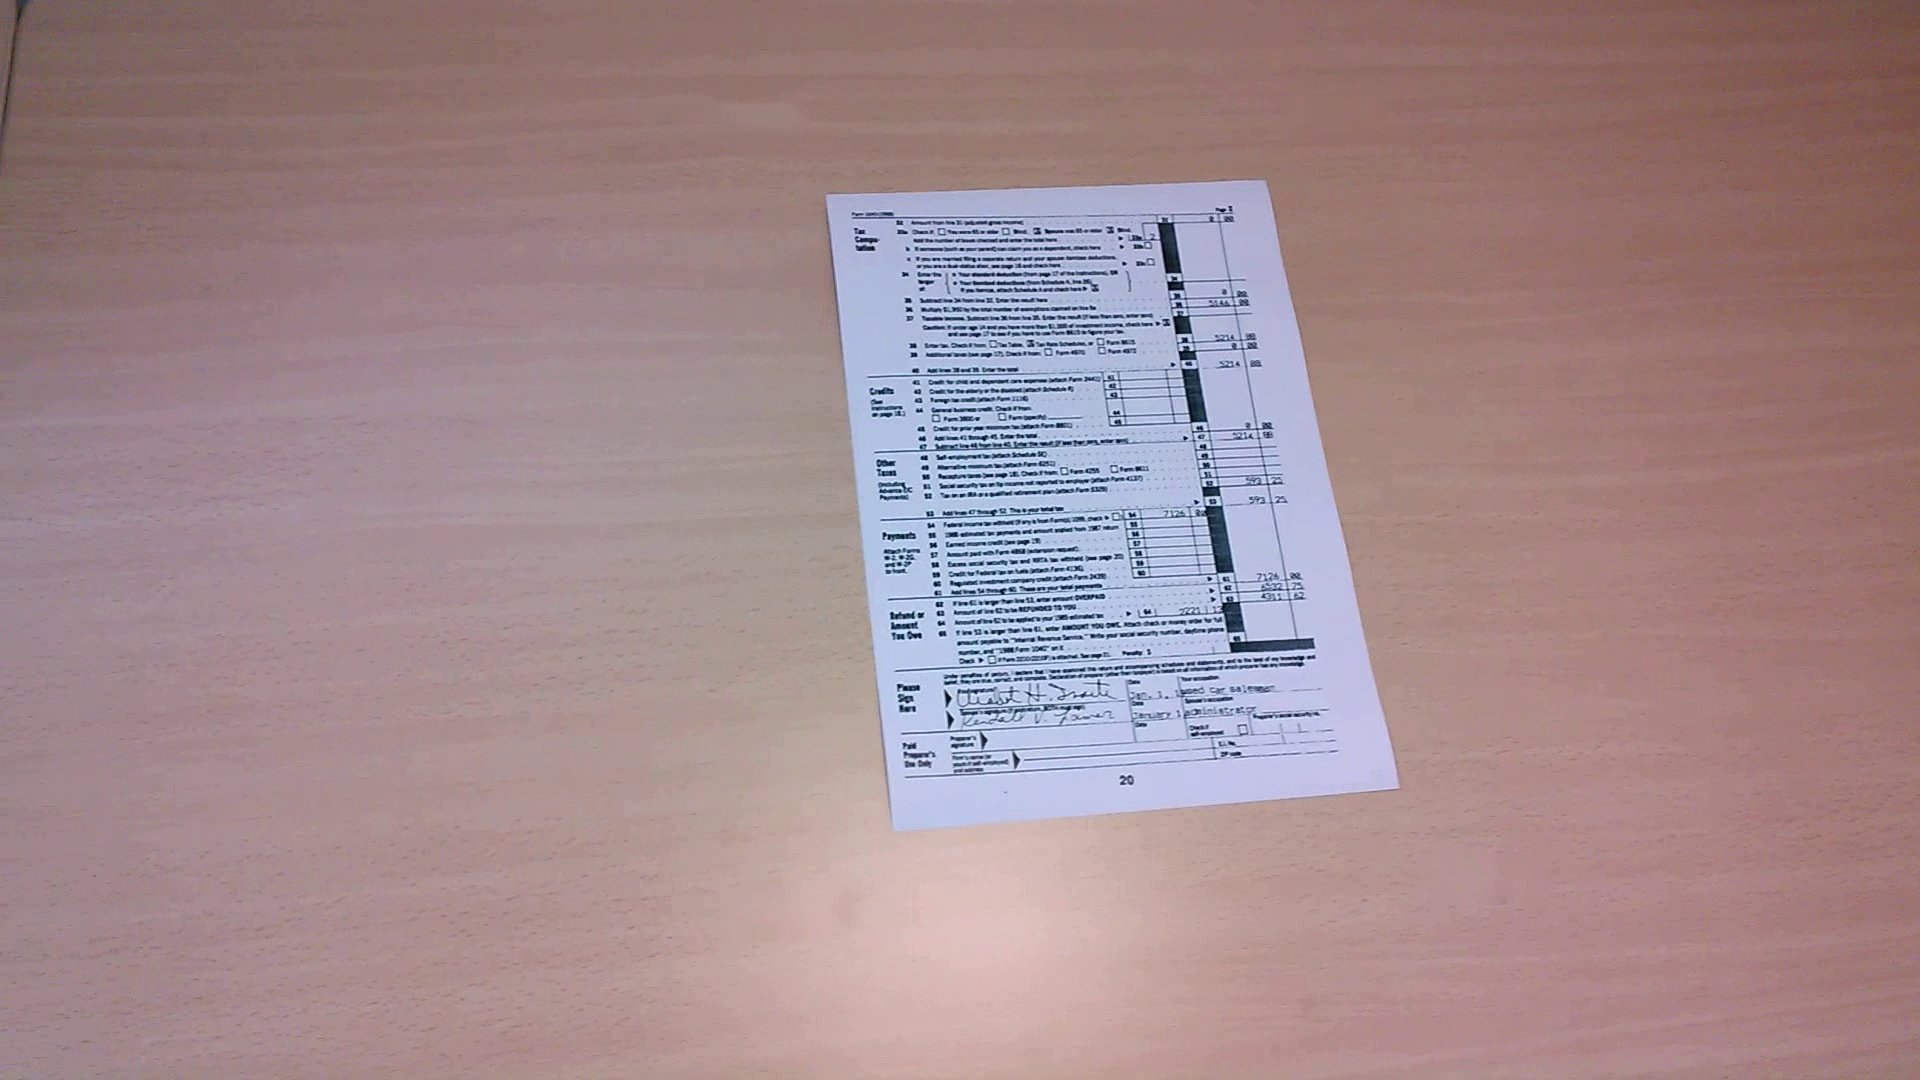 Form 1040 (1988) Page 2
Tax Compu- tation
32 Amount from line 31 (adjusted gross income) 32 0 00
33a Check if: You were 65 or older Blind Spouse was 65 or older Blind
Add the number of boxes checked and enter the total here 33a 2
b If someone (such as your parent) can claim you as a dependent, check here 33b
c If you are married filing a separate return and your spouse itemizes deductions,
or you are a dual-status alien, see page 16 and check here 33c
34 Enter the larger of: Your standard deduction (from page 17 of the Instructions), OR 34
Your itemized deductions (from Schedule A, line 26).
If you itemize, attach Schedule A and check here
35 Subtract line 34 from line 32. Enter the result here 35 0 00
36 Multiply $1,950 by the total number of exemptions claimed on line 6e 36 5146 00
37 Taxable income. Subtract line 36 from line 35. Enter the result (if less than zero, enter zero) 37
Caution: If under age 14 and you have more than $1,000 of investment income, check here
and see page 17 to see if you have to use Form 8615 to figure your tax.
38 Enter tax. Check if from: Tax Table, Tax Rate Schedules, or Form 8615 38 5214 88
39 Additional taxes (see page 17). Check if from: Form 4970 Form 4972 39 0 00
40 Add lines 38 and 39. Enter the total 40 5214 88
Credits
(See Instructions on page 18.)
41 Credit for child and dependent care expenses (attach Form 2441) 41
42 Credit for the elderly or the disabled (attach Schedule R) 42
43 Foreign tax credit (attach Form 1116) 43
44 General business credit. Check if from:
Form 3800 or Form (specify) 44
45 Credit for prior year minimum tax (attach Form 8801) 45
46 Add lines 41 through 45. Enter the total 46 0 00
47 Subtract line 46 from line 40. Enter the result (if less than zero, enter zero) 47 5214 88
Other Taxes
(Including Advance EIC Payments)
48 Self-employment tax (attach Schedule SE) 48
49 Alternative minimum tax (attach Form 6251) 49
50 Recapture taxes (see page 18). Check if from: Form 4255 Form 8611 50
51 Social security tax on tip income not reported to employer (attach Form 4137) 51
52 Tax on an IRA or a qualified retirement plan (attach Form 5329) 52 593 25
53 Add lines 47 through 52. This is your total tax 53 593 25
Payments
Attach Forms W-2, W-2G, and W-2P to front.
54 Federal income tax withheld (if any is from Form(s) 1099, check 54 7126 00
55 1988 estimated tax payments and amount applied from 1987 return 55
56 Earned income credit (see page 19) 56
57 Amount paid with Form 4868 (extension request) 57
58 Excess social security tax and RRTA tax withheld (see page 20) 58
59 Credit for Federal tax on fuels (attach Form 4136) 59
60 Regulated investment company credit (attach Form 2439) 60
61 Add lines 54 through 60. These are your total payments 61 7126 00
Refund or Amount You Owe
62 If line 61 is larger than line 53, enter amount OVERPAID 62 6532 75
63 Amount of line 62 to be REFUNDED TO YOU 63 4311 62
64 Amount of line 62 to be applied to your 1989 estimated tax 64 2221 13
65 If line 53 is larger than line 61, enter AMOUNT YOU OWE. Attach check or money order for full
amount payable to "Internal Revenue Service." Write your social security number, daytime phone
number, and "1988 Form 1040" on it 65
Check if Form 2210 (2210F) is attached. See page 21. Penalty: $
Please Sign Here
Under penalties of perjury, I declare that I have examined this return and accompanying schedules and statements, and to the best of my knowledge and
belief, they are true, correct, and complete. Declaration of preparer (other than taxpayer) is based on all information of which preparer has any knowledge.
Your signature Date Your occupation
Jan. 1, used car salesman
Spouse's signature (if joint return, BOTH must sign) Date Spouse's occupation
Kendall V. January 1 administrator
Paid Preparer's Use Only
Preparer's signature Date Check if self-employed Preparer's social security no.
Firm's name (or yours if self-employed) and address E.I. No.
ZIP code
20